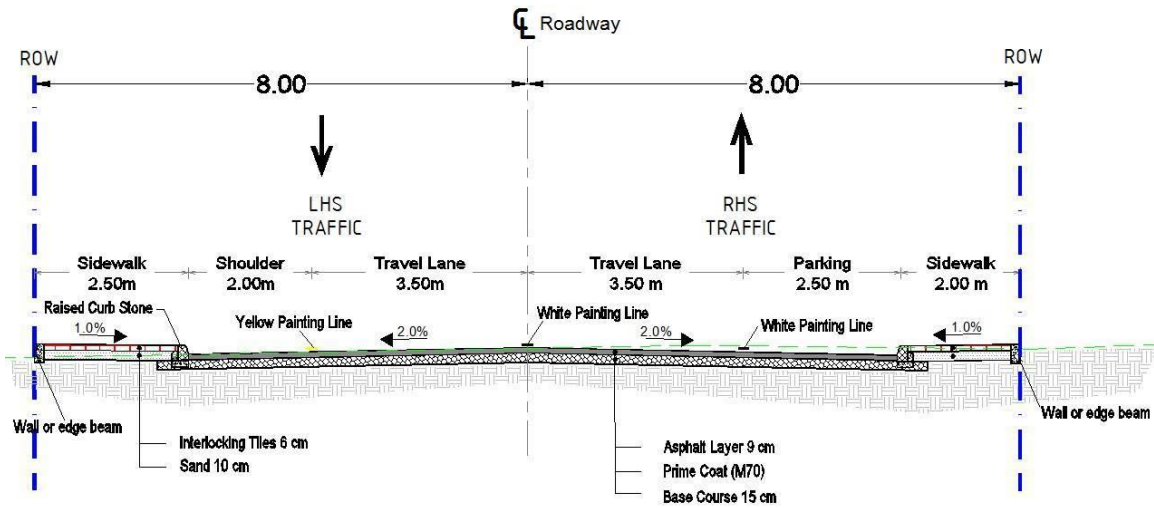 ℄ Roadway
ROW
ROW
8.00
8.00
LHS
TRAFFIC
RHS
TRAFFIC
Sidewalk
2.50m
Shoulder
2.00m
Travel Lane
3.50m
Travel Lane
3.50 m
Parking
2.50 m
Sidewalk
2.00 m
Raised Curb Stone
1.0%
Yellow Painting Line
2.0%
White Painting Line
2.0%
White Painting Line
1.0%
Wall or edge beam
Wall or edge beam
Interlocking Tiles 6 cm
Sand 10 cm
Asphalt Layer 9 cm
Prime Coat (M70)
Base Course 15 cm